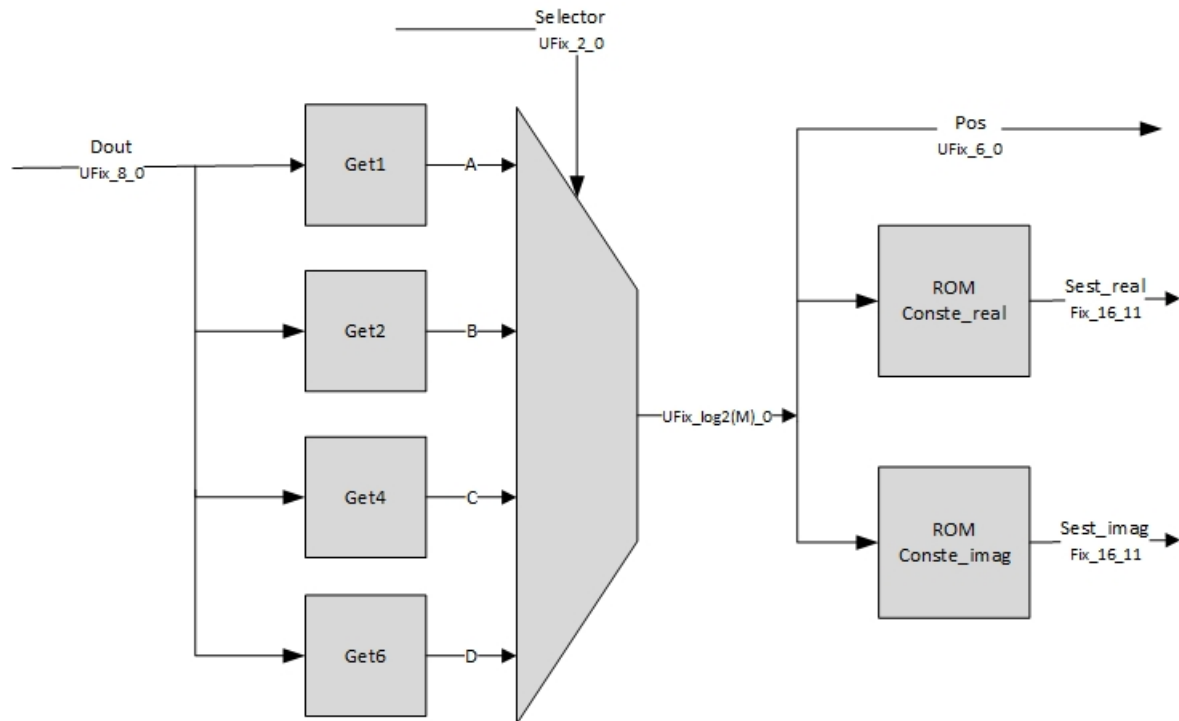 Selector
UFix_2_0
Dout
UFix_8_0
Get1
A
Pos
UFix_6_0
Get2
B
ROM
Conste_real
Sest_real
Fix_16_11
UFix_log2(M)_0
Get4
C
ROM
Conste_imag
Sest_imag
Fix_16_11
Get6
D